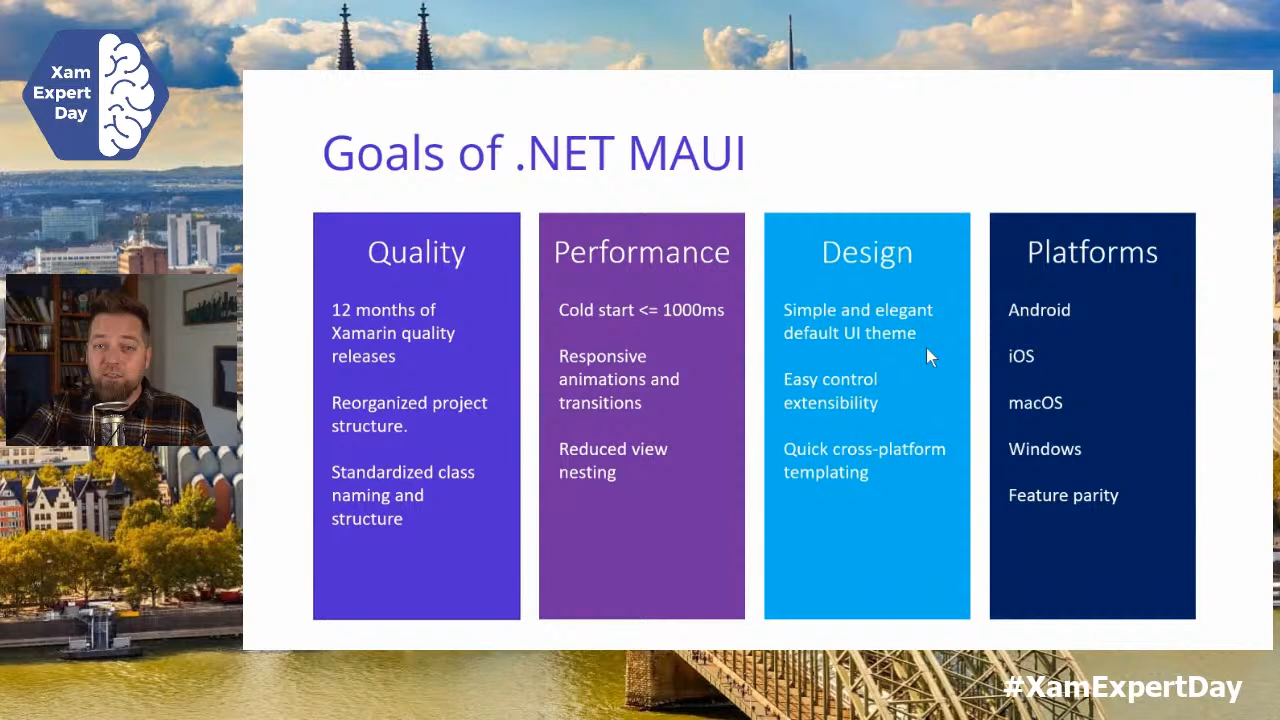 Xam
Expert
Day
Goals of .NET MAUI
Quality
12 months of
Xamarin quality
releases
Reorganized project
structure.
Standardized class
naming and
structure
Performance
Cold start <= 1000ms
Responsive
animations and
transitions
Reduced view
nesting
Design
Simple and elegant
default UI theme
Easy control
extensibility
Quick cross-platform
templating
Platforms
Android
iOS
macOS
Windows
Feature parity
#XamExpertDay